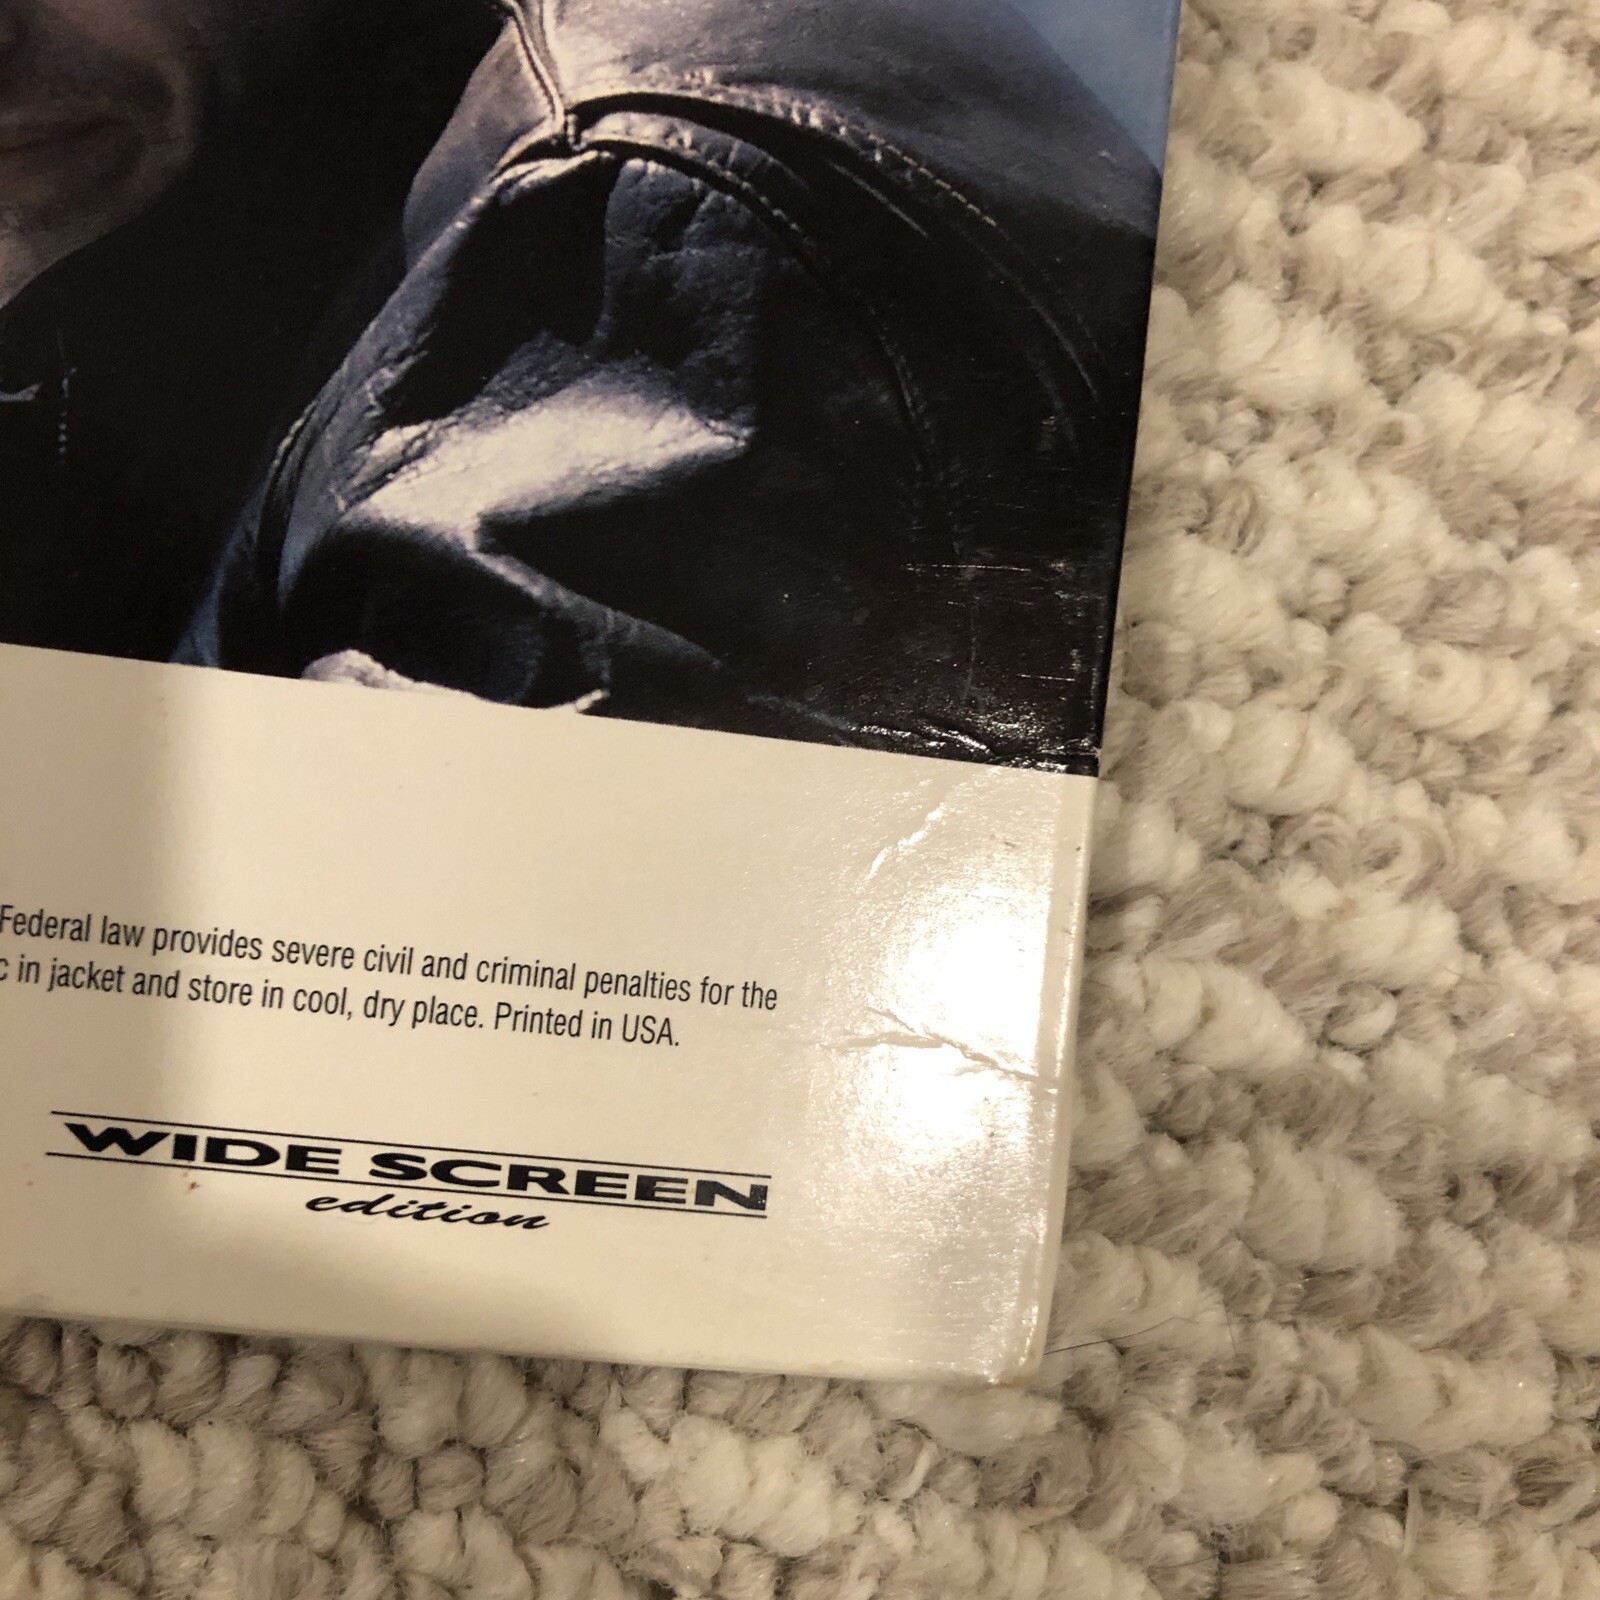 Federal law provides severe civil and criminal penalties for the
in jacket and store in cool, dry place. Printed in USA.
WIDE SCREEN
edition